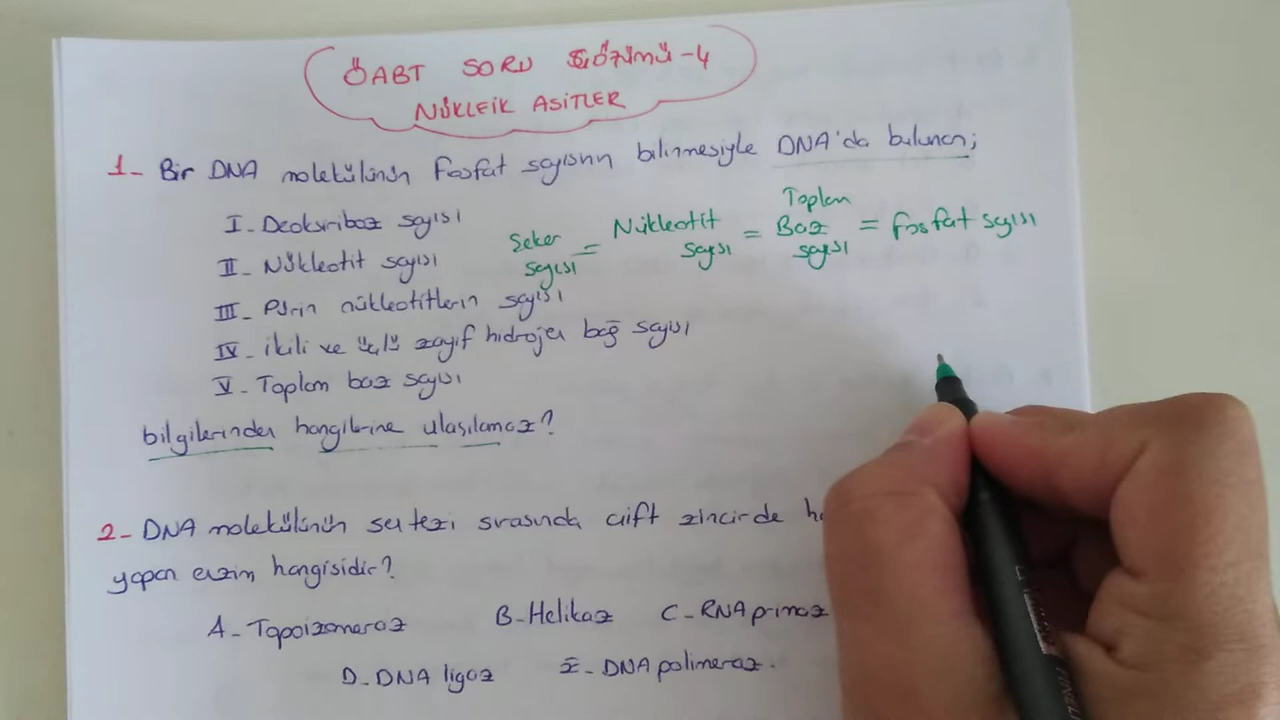 ÖABT SORU ÇÖZÜMÜ-4
NÜKLEİK ASİTLER
1- Bir DNA molekülünün fosfat sayısının bilinmesiyle DNA'da bulunan;
I- Deoksiriboz sayısı
II- Nükleotit sayısı
III- Pürin nükleotitlerin sayısı
IV- ikili ve üçlü zayıf hidrojen bağ sayısı
V- Toplam baz sayısı
Şeker sayısı = Nükleotit sayısı = Toplam Baz sayısı = fosfat sayısı
bilgilerinden hangilerine ulaşılamaz?
2- DNA molekülünün sentezi sırasında çift zincirde
yapan enzim hangisidir?
A- Topoizomeraz B- Helikaz C- RNA primaz
D- DNA ligaz E- DNA polimeraz.